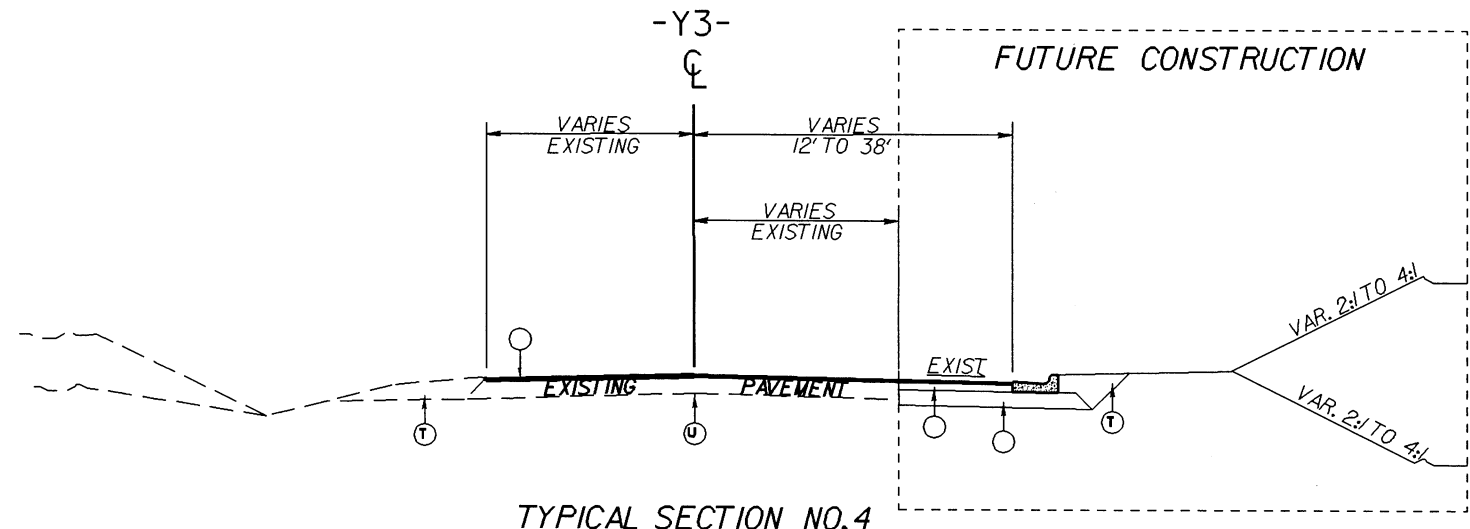 -Y3-
℄
FUTURE CONSTRUCTION
VARIES
EXISTING
VARIES
12' TO 38'
VARIES
EXISTING
VAR. 2:1 TO 4:1
EXIST
EXISTING PAVEMENT
T
U
T
VAR. 2:1 TO 4:1
TYPICAL SECTION NO.4